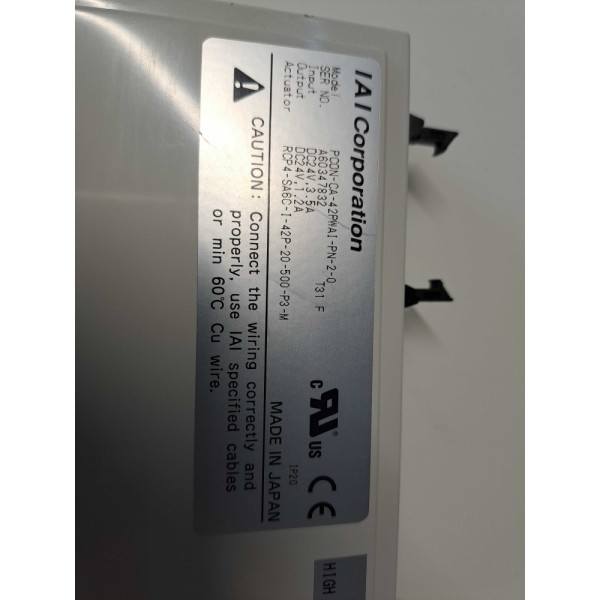 IAI Corporation
Model PCON-CA-42PWAI-PN-2-0
SER NO. A60347832 T31 F
Input DC24V,3.5A
Output DC24V,1.2A
Actuator RCP4-SA6C-I-42P-20-500-P3-M
c RU US CE
IP20
MADE IN JAPAN
CAUTION: Connect the wiring correctly and
properly, use IAI specified cables
or min 60℃ Cu wire.
HIGH